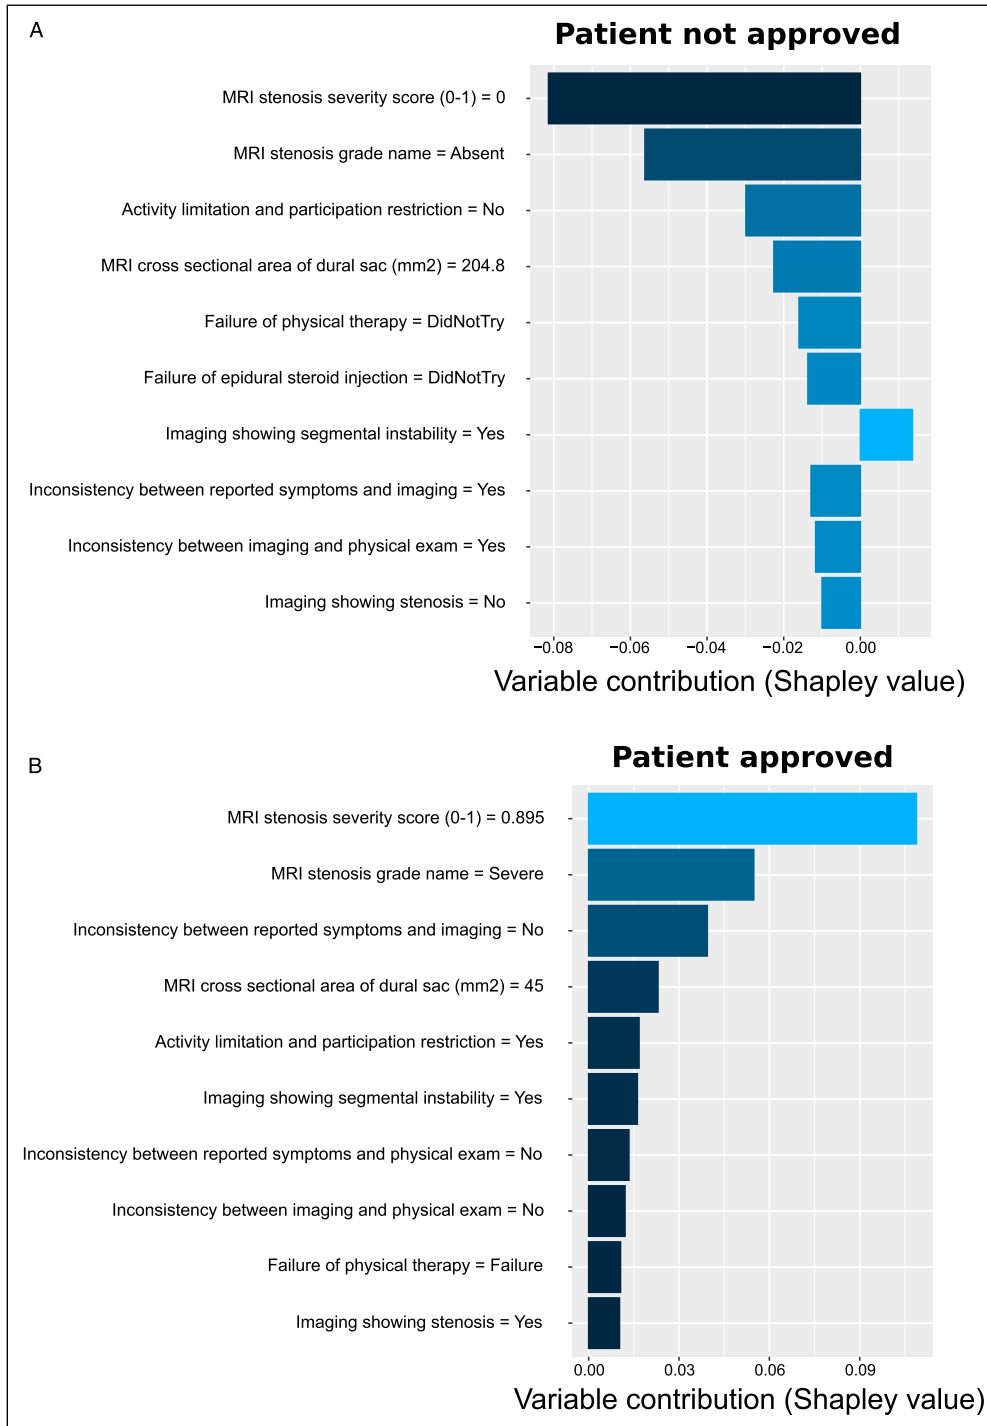 A
Patient not approved
MRI stenosis severity score (0-1) = 0
MRI stenosis grade name = Absent
Activity limitation and participation restriction = No
MRI cross sectional area of dural sac (mm2) = 204.8
Failure of physical therapy = DidNotTry
Failure of epidural steroid injection = DidNotTry
Imaging showing segmental instability = Yes
Inconsistency between reported symptoms and imaging = Yes
Inconsistency between imaging and physical exam = Yes
Imaging showing stenosis = No
−0.08 −0.06 −0.04 −0.02 0.00
Variable contribution (Shapley value)
B
Patient approved
MRI stenosis severity score (0-1) = 0.895
MRI stenosis grade name = Severe
Inconsistency between reported symptoms and imaging = No
MRI cross sectional area of dural sac (mm2) = 45
Activity limitation and participation restriction = Yes
Imaging showing segmental instability = Yes
Inconsistency between reported symptoms and physical exam = No
Inconsistency between imaging and physical exam = No
Failure of physical therapy = Failure
Imaging showing stenosis = Yes
0.00 0.03 0.06 0.09
Variable contribution (Shapley value)